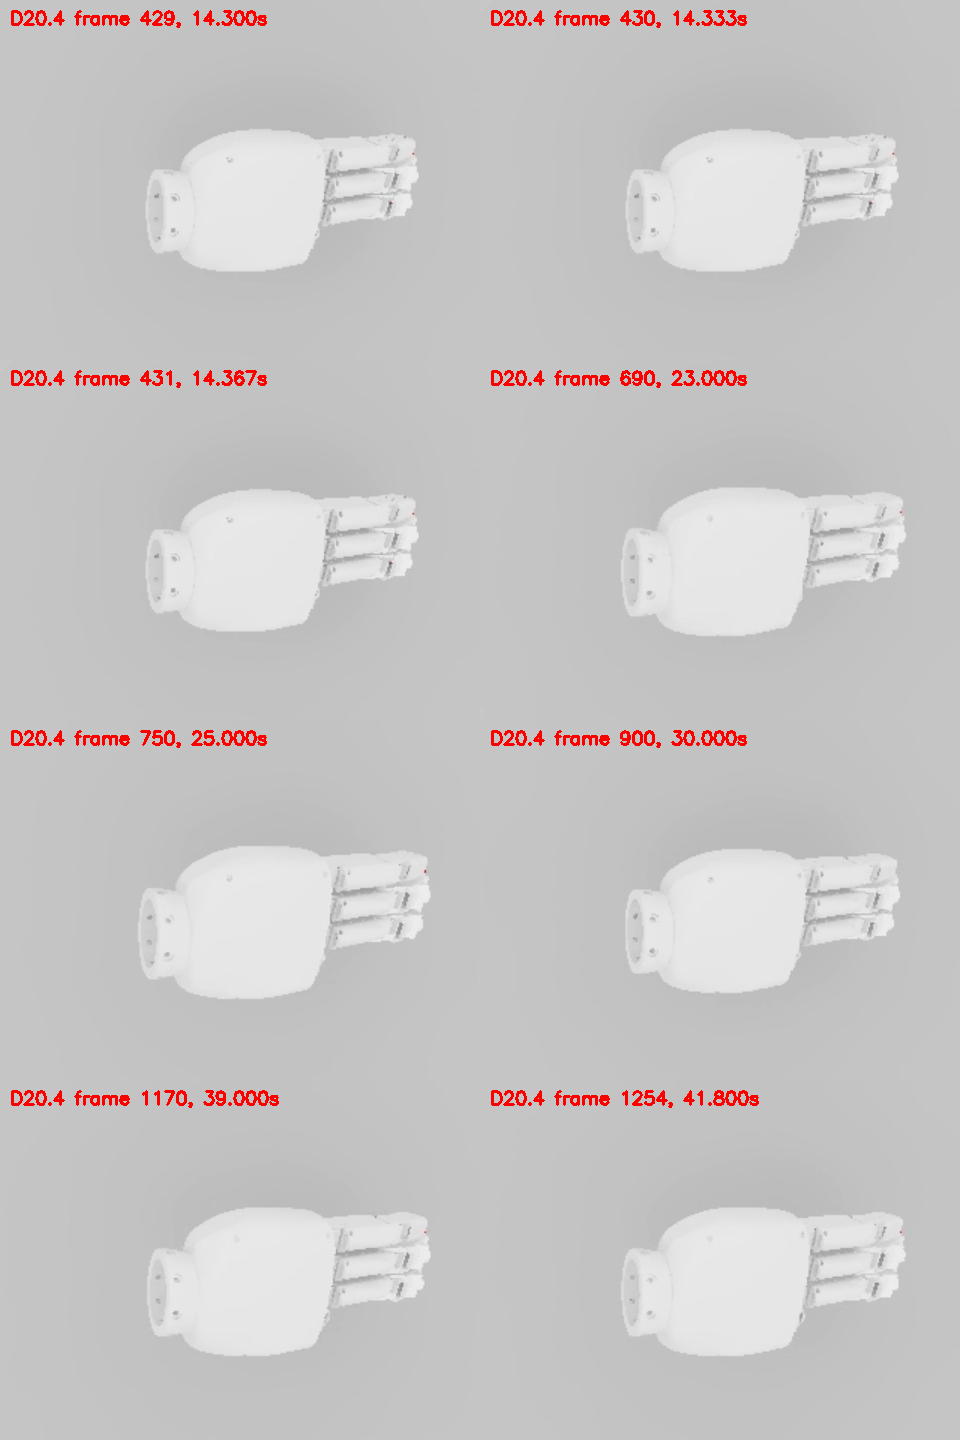 D20.4 frame 429, 14.300s
D20.4 frame 430, 14.333s
D20.4 frame 431, 14.367s
D20.4 frame 690, 23.000s
D20.4 frame 750, 25.000s
D20.4 frame 900, 30.000s
D20.4 frame 1170, 39.000s
D20.4 frame 1254, 41.800s